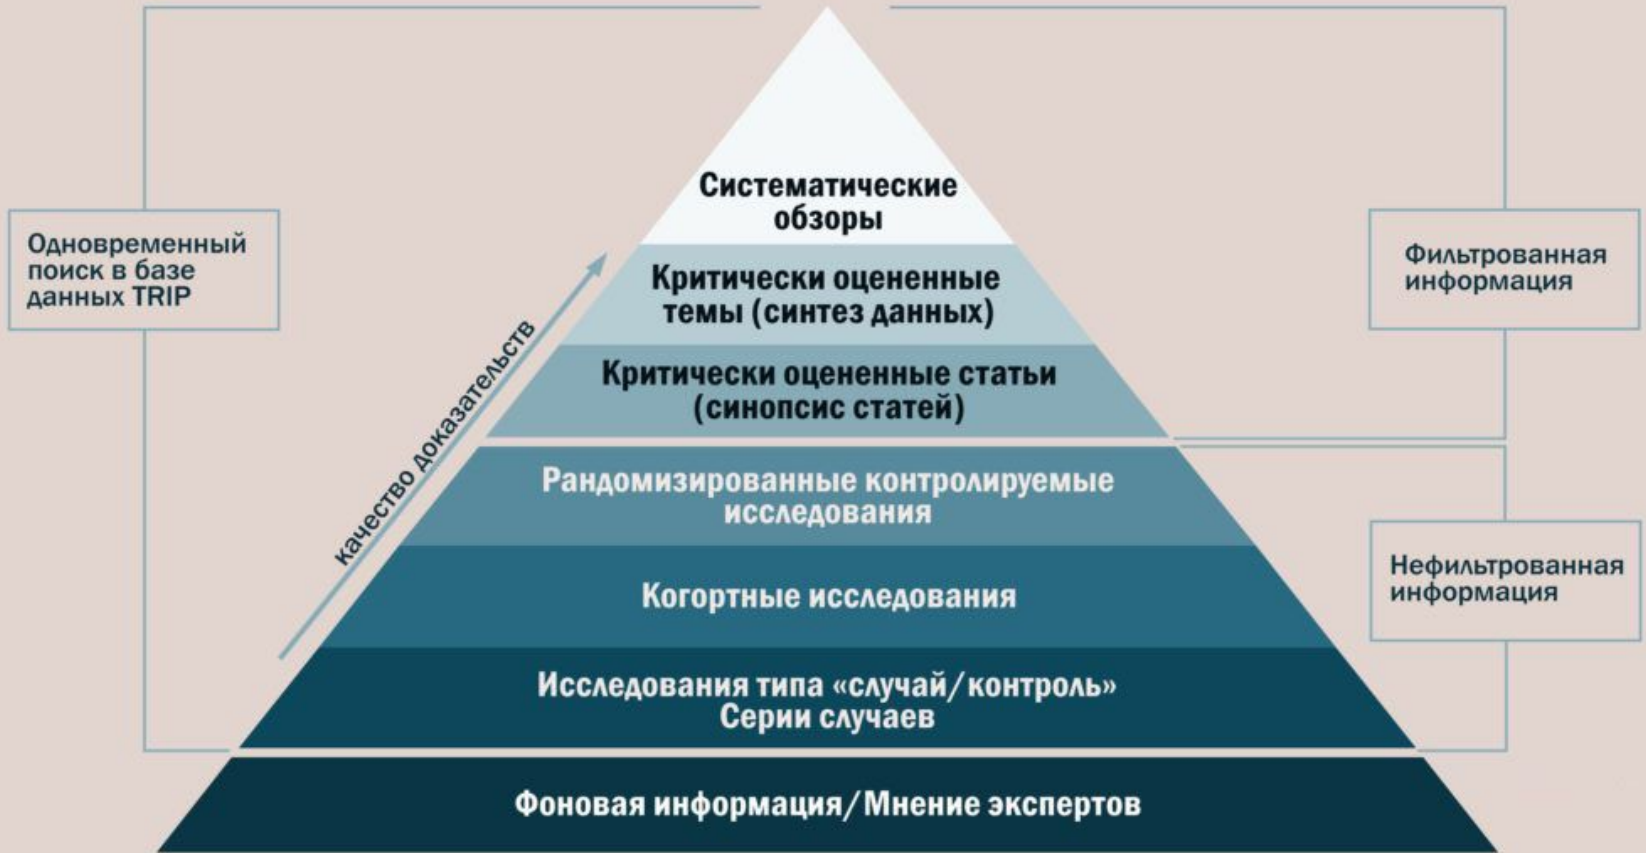 Систематические
обзоры
Одновременный
поиск в базе
данных TRIP
Фильтрованная
информация
Критически оцененные
темы (синтез данных)
Критически оцененные статьи
(синопсис статей)
качество доказательств
Рандомизированные контролируемые
исследования
Нефильтрованная
информация
Когортные исследования
Исследования типа «случай/контроль»
Серии случаев
Фоновая информация/Мнение экспертов